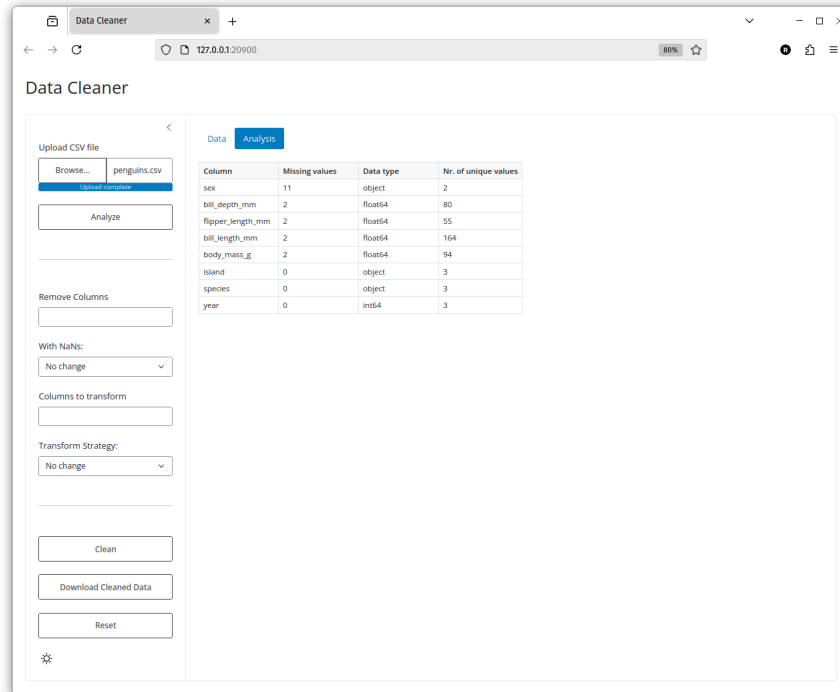 Data Cleaner
127.0.0.1:20900
80%
R
Data Cleaner
Upload CSV file
Browse... penguins.csv
Upload complete
Analyze
Remove Columns
With NaNs:
No change
Columns to transform
Transform Strategy:
No change
Clean
Download Cleaned Data
Reset
Data Analysis
Column Missing values Data type Nr. of unique values
sex 11 object 2
bill_depth_mm 2 float64 80
flipper_length_mm 2 float64 55
bill_length_mm 2 float64 164
body_mass_g 2 float64 94
island 0 object 3
species 0 object 3
year 0 int64 3